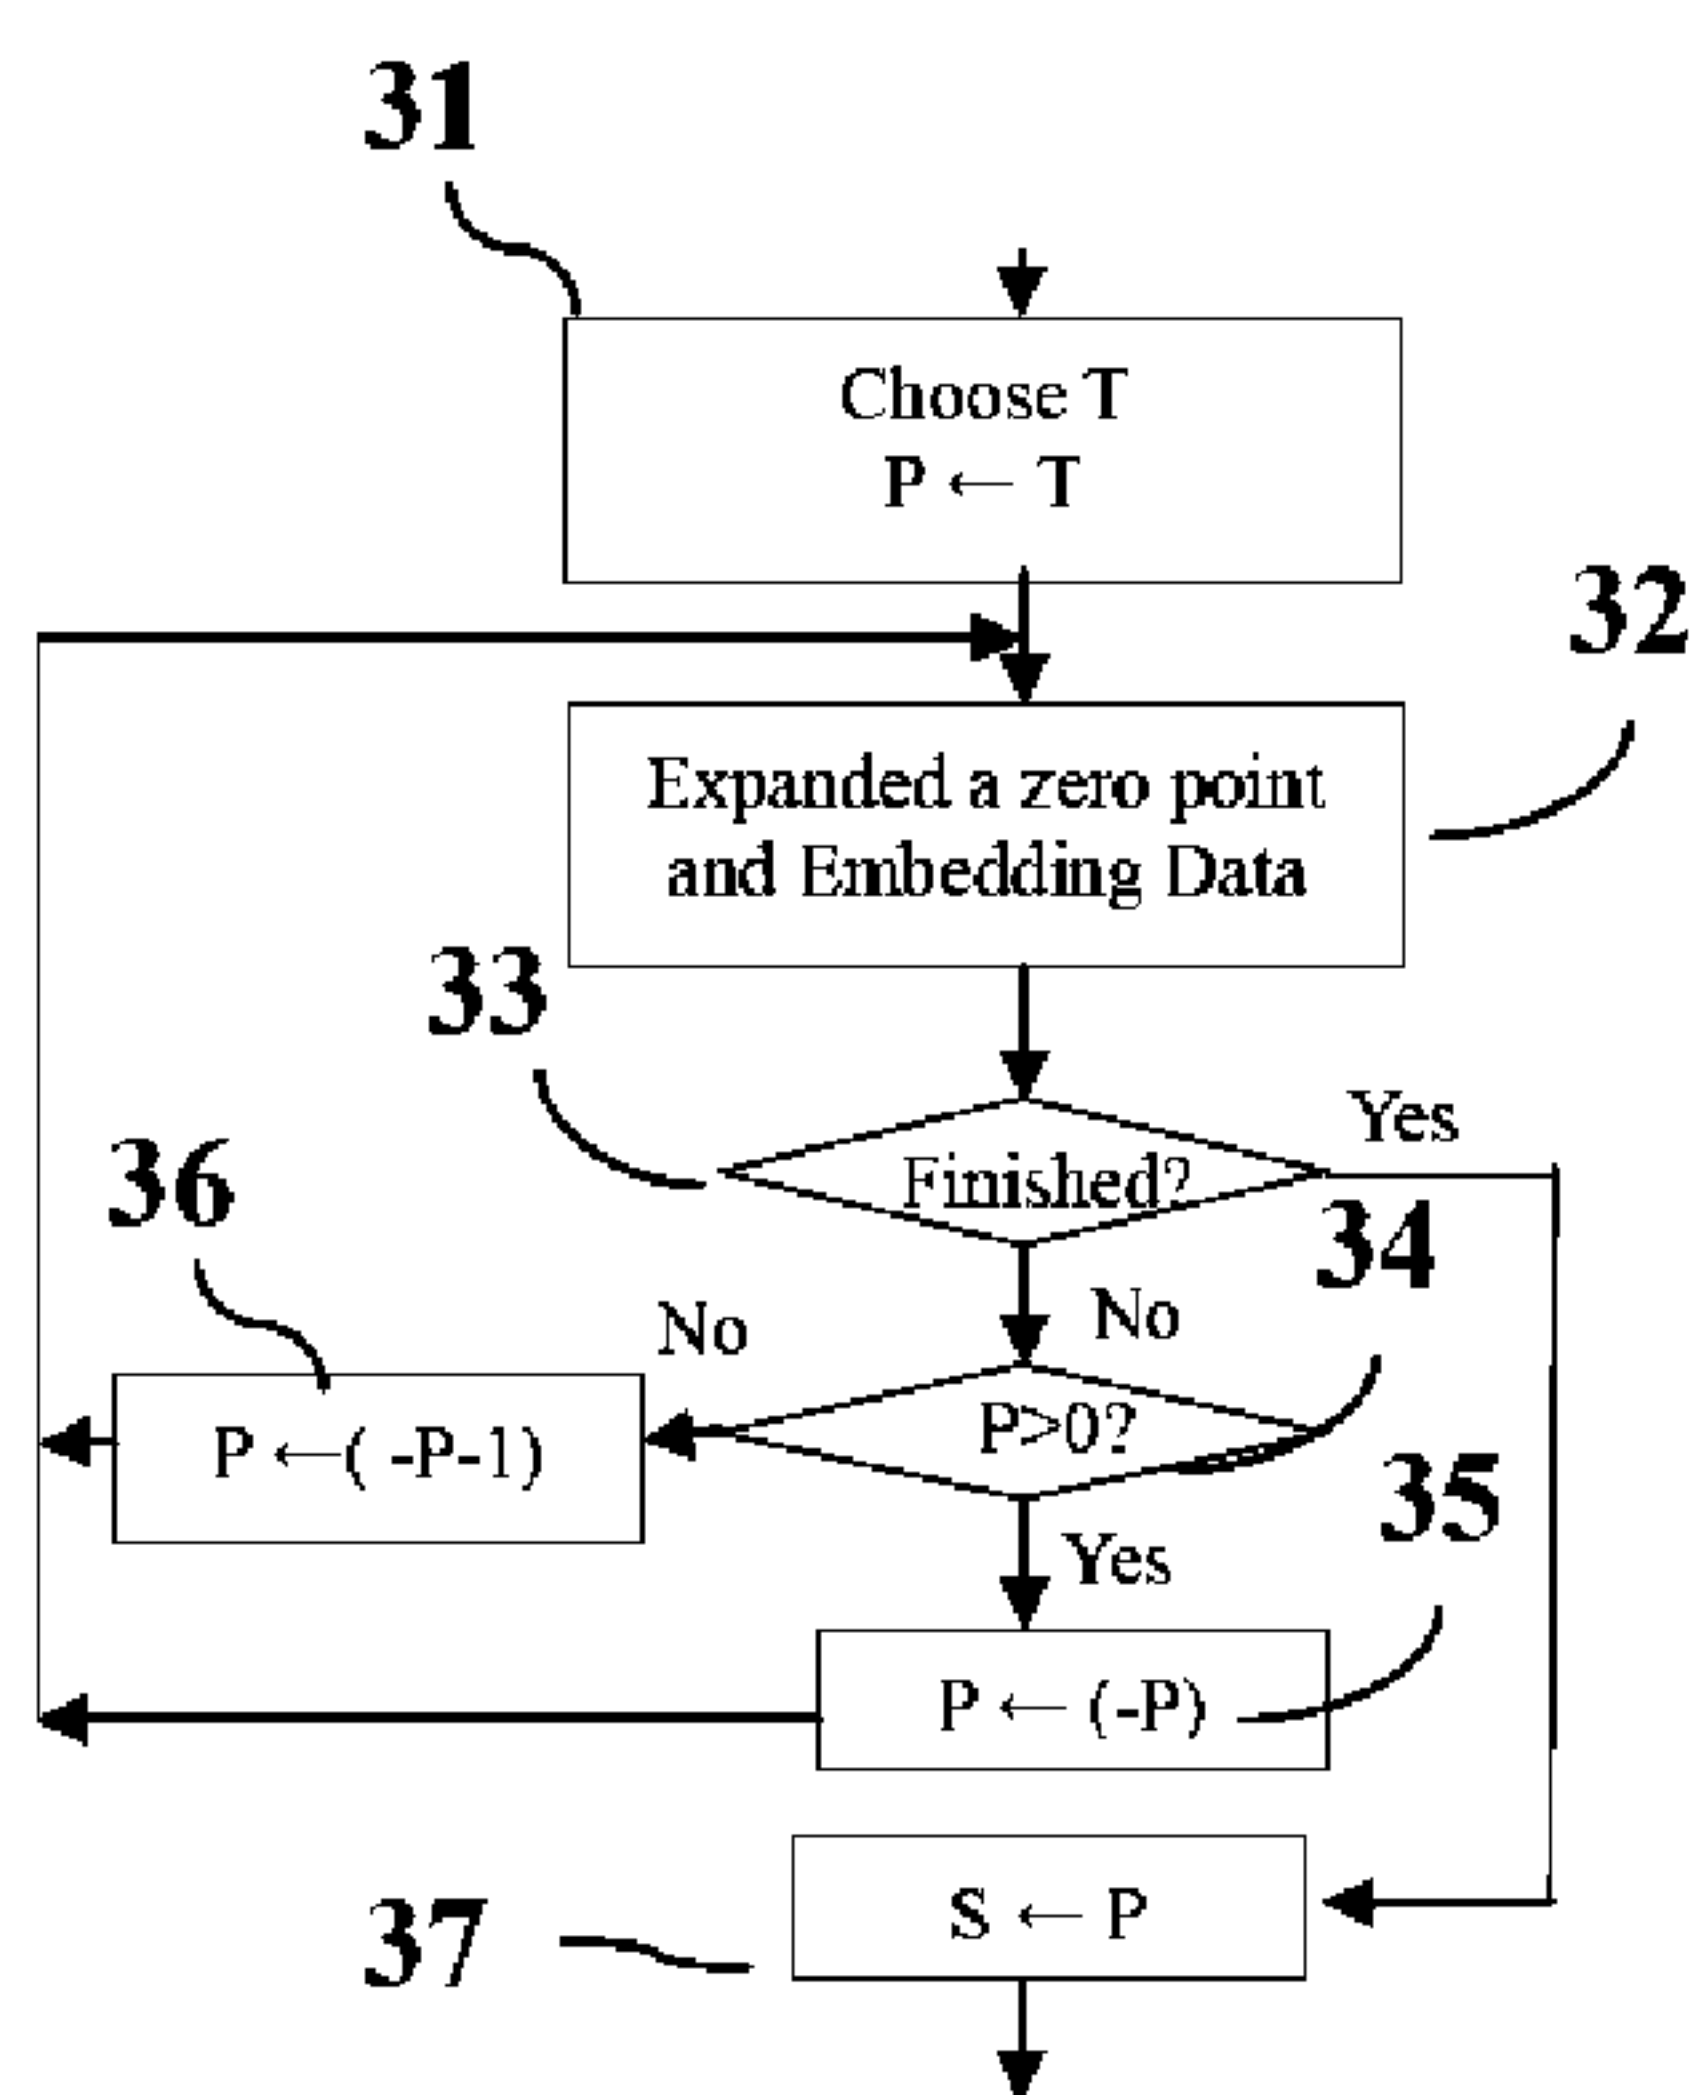 31
Choose T
P ← T
32
Expanded a zero point
and Embedding Data
33
Yes
Finished?
36
34
No
No
P>0?
P ←( -P-1)
35
Yes
P ← (-P)
S ← P
37